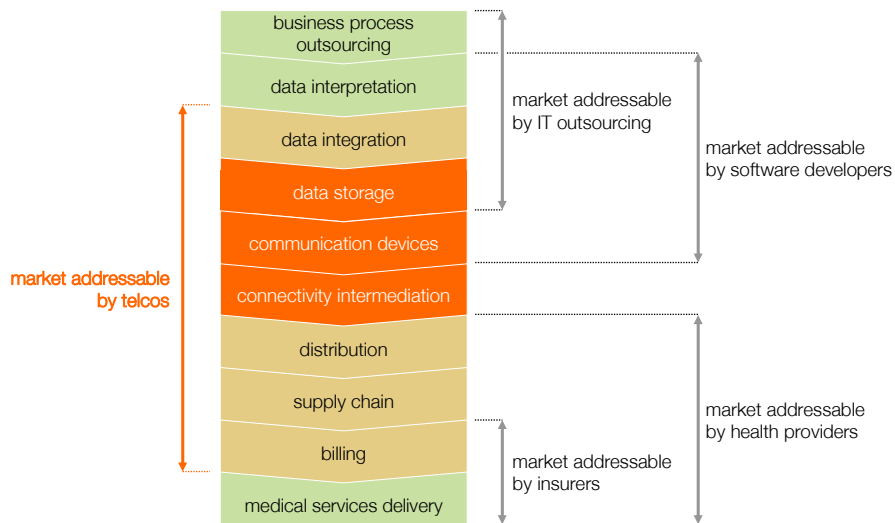 business process
outsourcing
data interpretation
data integration
data storage
communication devices
connectivity intermediation
distribution
supply chain
billing
medical services delivery
market addressable
by telcos
market addressable
by IT outsourcing
market addressable
by software developers
market addressable
by health providers
market addressable
by insurers